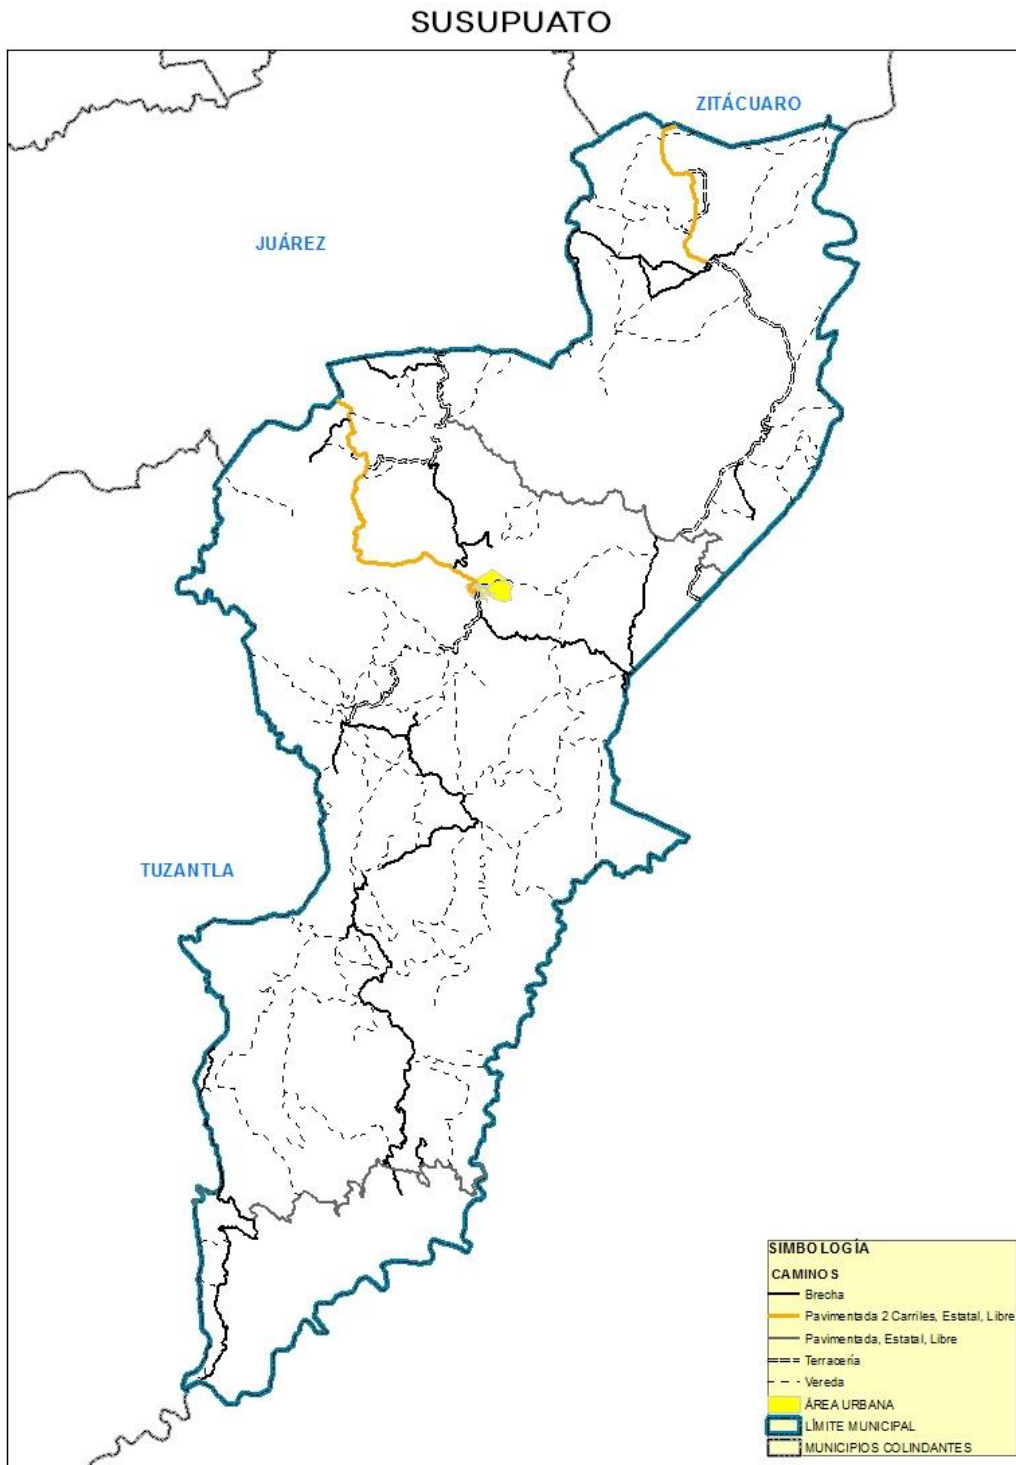 SUSUPUATO
ZITÁCUARO
JUÁREZ
TUZANTLA
SIMBOLOGÍA
CAMINOS
Brecha
Pavimentada 2 Carriles, Estatal, Libre
Pavimentada, Estatal, Libre
Terracería
Vereda
ÁREA URBANA
LÍMITE MUNICIPAL
MUNICIPIOS COLINDANTES